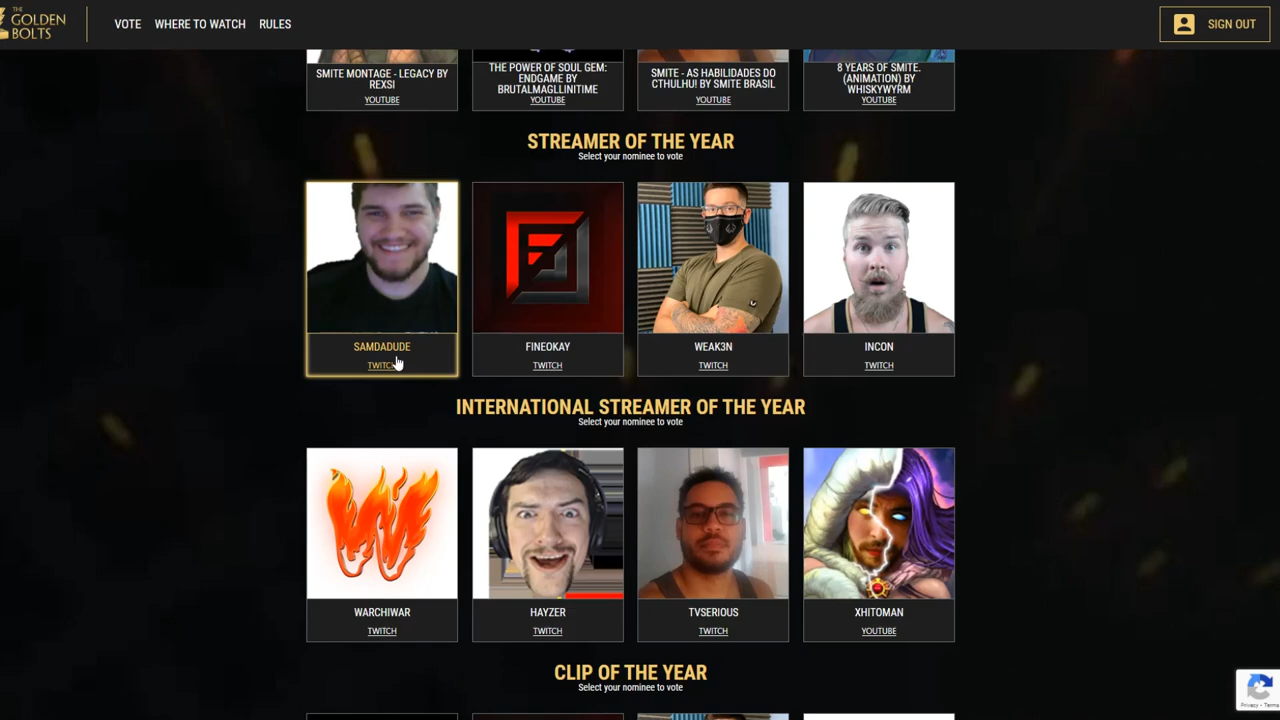 THE
GOLDEN
BOLTS
VOTE
WHERE TO WATCH
RULES
SIGN OUT
SMITE MONTAGE - LEGACY BY
REXSI
YOUTUBE
THE POWER OF SOUL GEM:
ENDGAME BY
BRUTALMAGLLINITIME
YOUTUBE
SMITE - AS HABILIDADES DO
CTHULHU! BY SMITE BRASIL
YOUTUBE
8 YEARS OF SMITE.
(ANIMATION) BY
WHISKYWYRM
YOUTUBE
STREAMER OF THE YEAR
Select your nominee to vote
SAMDADUDE
TWITCH
FINEOKAY
TWITCH
WEAK3N
TWITCH
INCON
TWITCH
INTERNATIONAL STREAMER OF THE YEAR
Select your nominee to vote
WARCHIWAR
TWITCH
HAYZER
TWITCH
TVSERIOUS
TWITCH
XHITOMAN
YOUTUBE
CLIP OF THE YEAR
Select your nominee to vote
Privacy - Terms